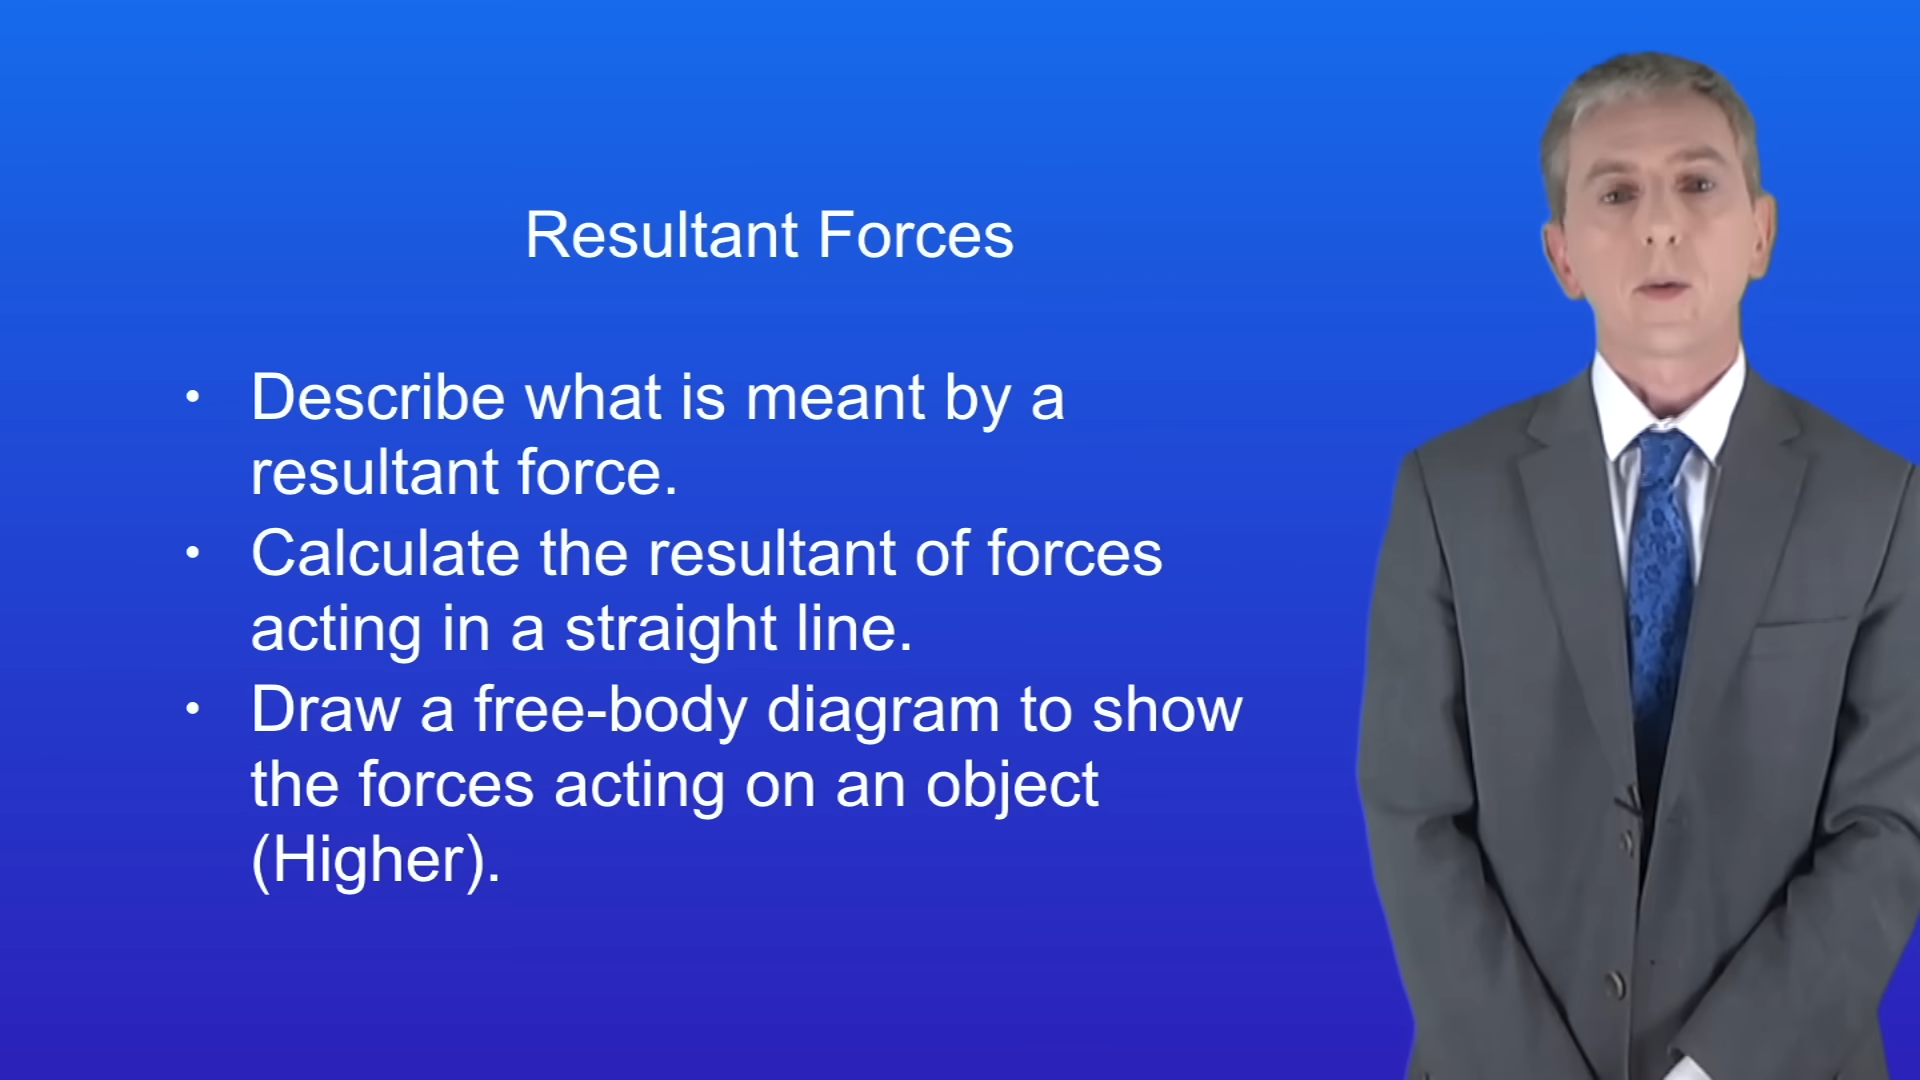 Resultant Forces
• Describe what is meant by a
resultant force.
• Calculate the resultant of forces
acting in a straight line.
• Draw a free-body diagram to show
the forces acting on an object
(Higher).